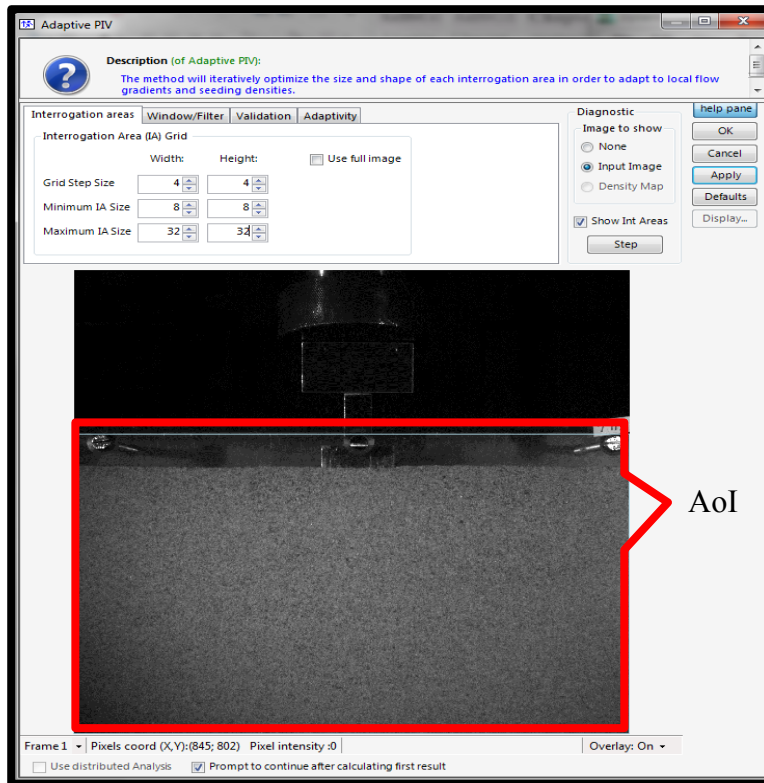 Adaptive PIV
Description (of Adaptive PIV):
The method will iteratively optimize the size and shape of each interrogation area in order to adapt to local flow
gradients and seeding densities.
help pane
OK
Cancel
Apply
Defaults
Display...
Interrogation areas Window/Filter Validation Adaptivity
Interrogation Area (IA) Grid
Width: Height: Use full image
Grid Step Size 4 4
Minimum IA Size 8 8
Maximum IA Size 32 32
Diagnostic
Image to show
None
Input Image
Density Map
Show Int Areas
Step
AoI
Frame 1 Pixels coord (X,Y):(845; 802) Pixel intensity :0 Overlay: On
Use distributed Analysis Prompt to continue after calculating first result